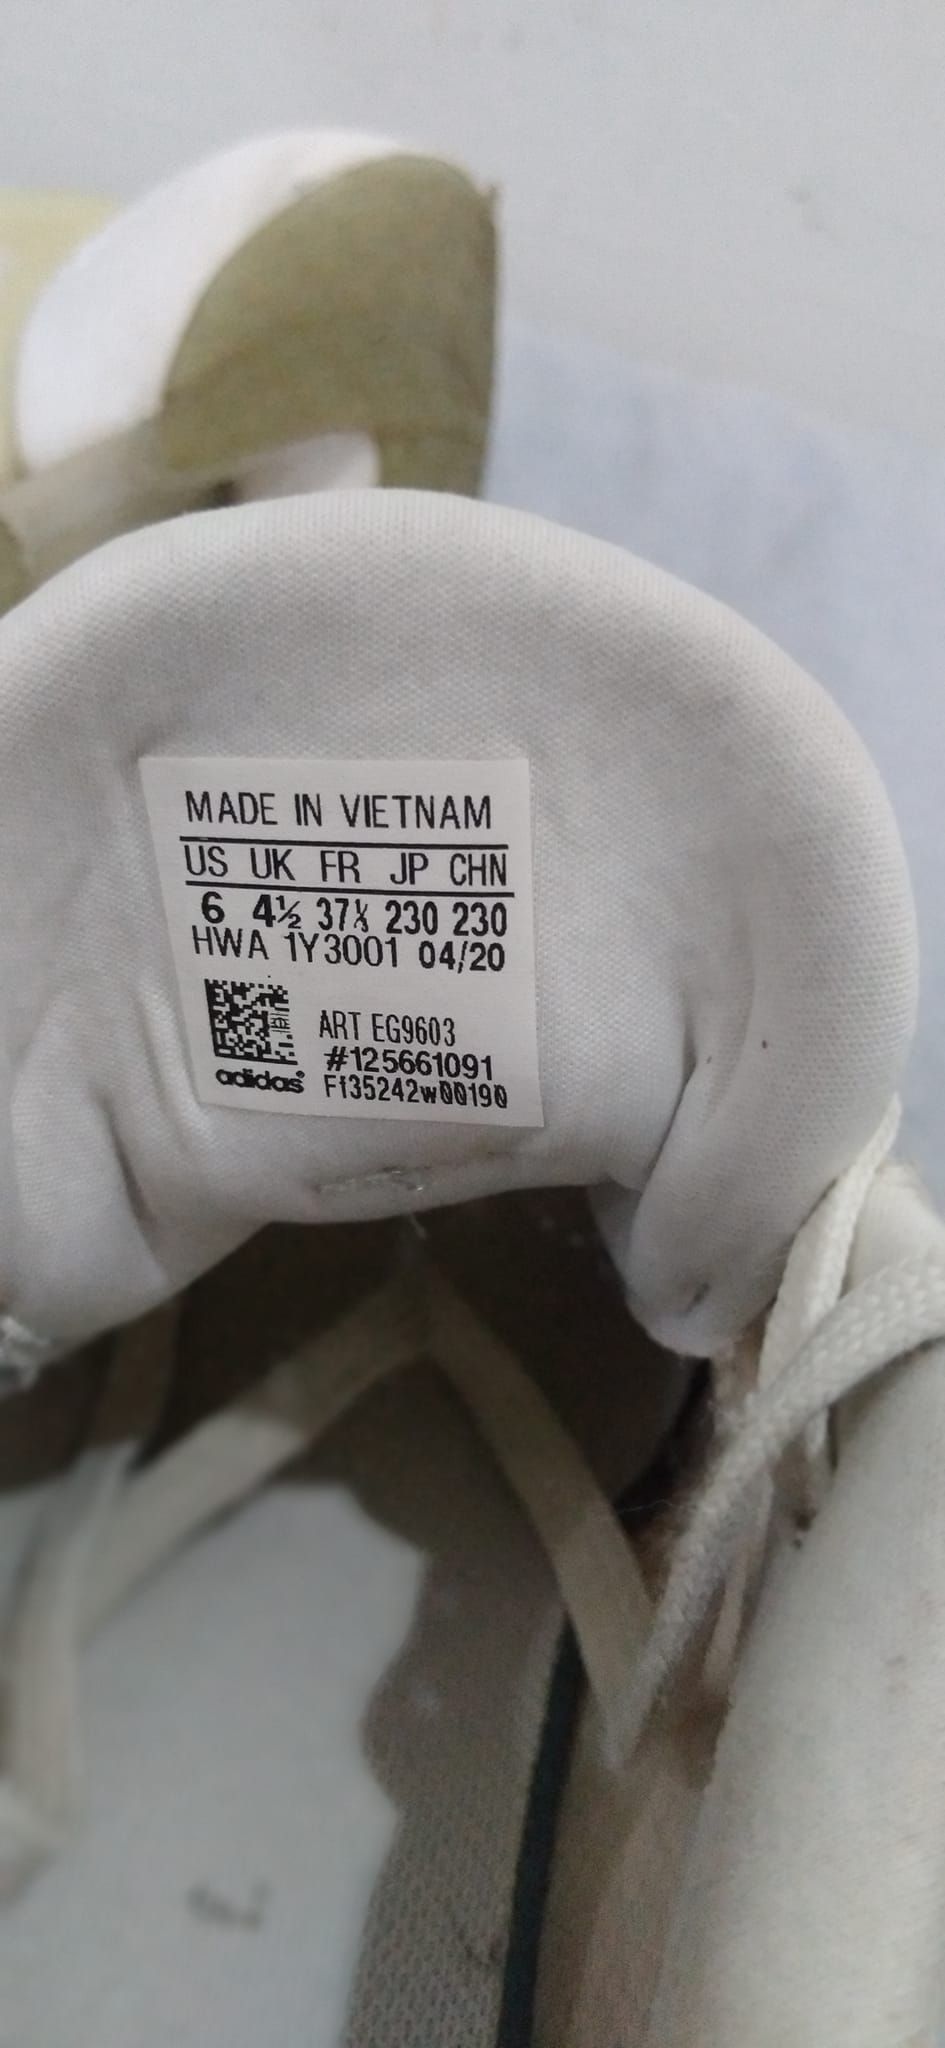 MADE IN VIETNAM
US UK FR JP CHN
6 4½ 37⅓ 230 230
HWA 1Y3001 04/20
ART EG9603
#125661091
adidas
Ff35242w00190